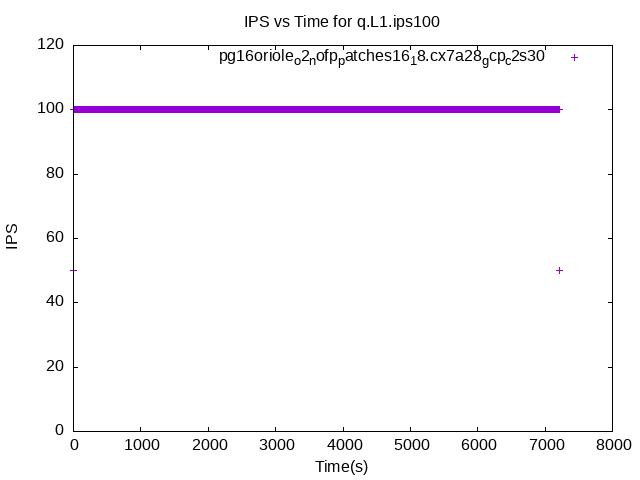 IPS vs Time for q.L1.ips100
pg16oriole_o2_nofp_patches16_18.cx7a28_gcp_c2s30
120
100
80
60
40
20
0
IPS
0 1000 2000 3000 4000 5000 6000 7000 8000
Time(s)